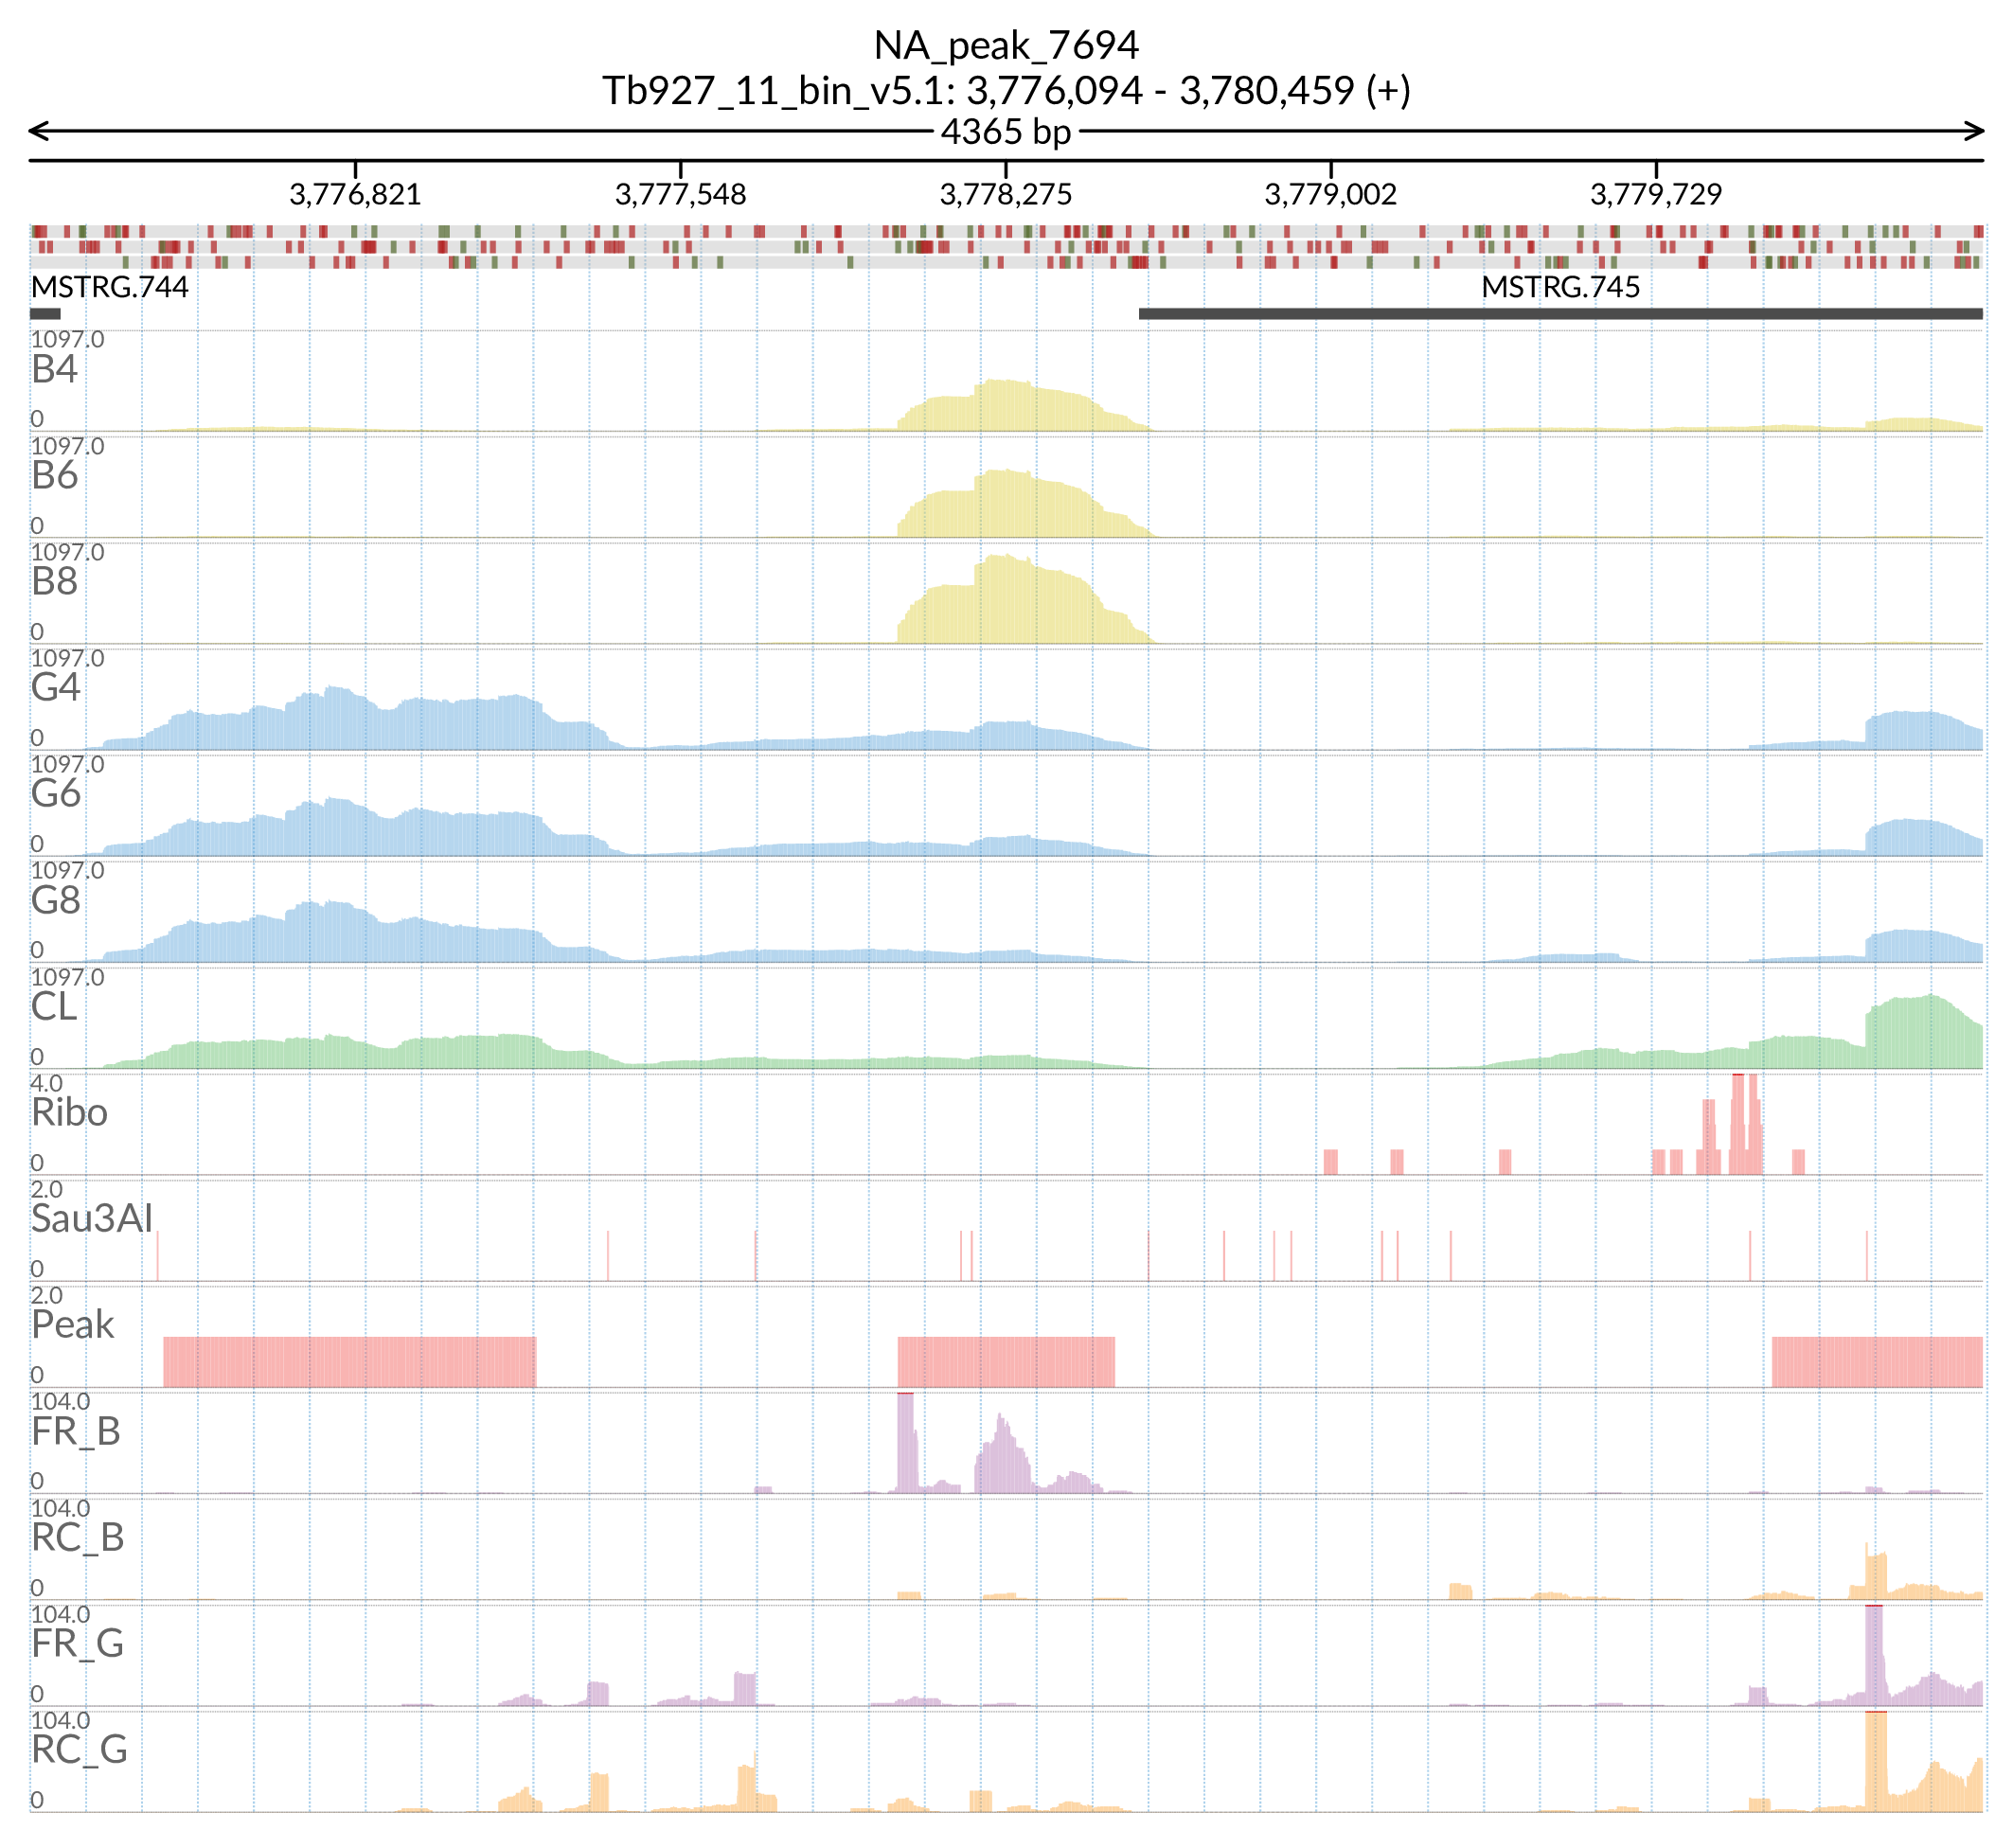 NA_peak_7694
Tb927_11_bin_v5.1: 3,776,094 - 3,780,459 (+)
4365 bp
3,776,821 3,777,548 3,778,275 3,779,002 3,779,729
MSTRG.744 MSTRG.745
1097.0
B4
0
1097.0
B6
0
1097.0
B8
0
1097.0
G4
0
1097.0
G6
0
1097.0
G8
0
1097.0
CL
0
4.0
Ribo
0
2.0
Sau3AI
0
2.0
Peak
0
104.0
FR_B
0
104.0
RC_B
0
104.0
FR_G
0
104.0
RC_G
0